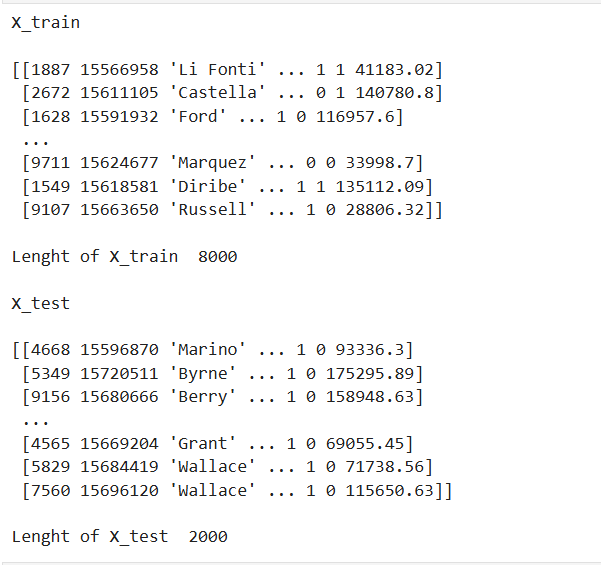 X_train
[[1887 15566958 'Li Fonti' ... 1 1 41183.02]
[2672 15611105 'Castella' ... 0 1 140780.8]
[1628 15591932 'Ford' ... 1 0 116957.6]
...
[9711 15624677 'Marquez' ... 0 0 33998.7]
[1549 15618581 'Diribe' ... 1 1 135112.09]
[9107 15663650 'Russell' ... 1 0 28806.32]]
Lenght of X_train 8000
X_test
[[4668 15596870 'Marino' ... 1 0 93336.3]
[5349 15720511 'Byrne' ... 1 0 175295.89]
[9156 15680666 'Berry' ... 1 0 158948.63]
...
[4565 15669204 'Grant' ... 1 0 69055.45]
[5829 15684419 'Wallace' ... 1 0 71738.56]
[7560 15696120 'Wallace' ... 1 0 115650.63]]
Lenght of X_test 2000